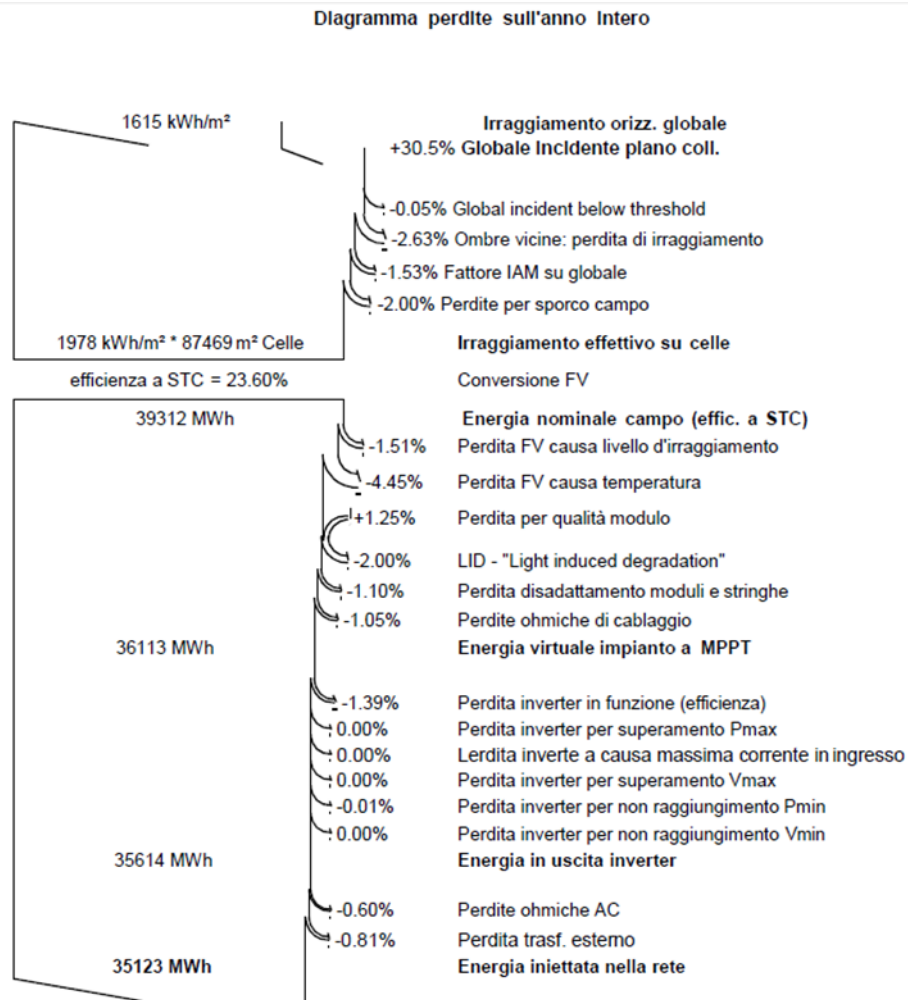 Diagramma perdite sull'anno intero
1615 kWh/m² Irraggiamento orizz. globale
+30.5% Globale incidente piano coll.
-0.05% Global incident below threshold
-2.63% Ombre vicine: perdita di irraggiamento
-1.53% Fattore IAM su globale
-2.00% Perdite per sporco campo
1978 kWh/m² * 87469 m² Celle Irraggiamento effettivo su celle
efficienza a STC = 23.60% Conversione FV
39312 MWh Energia nominale campo (effic. a STC)
-1.51% Perdita FV causa livello d'irraggiamento
-4.45% Perdita FV causa temperatura
+1.25% Perdita per qualità modulo
-2.00% LID - "Light induced degradation"
-1.10% Perdita disadattamento moduli e stringhe
-1.05% Perdite ohmiche di cablaggio
36113 MWh Energia virtuale impianto a MPPT
-1.39% Perdita inverter in funzione (efficienza)
0.00% Perdita inverter per superamento Pmax
0.00% Lerdita inverte a causa massima corrente in ingresso
0.00% Perdita inverter per superamento Vmax
-0.01% Perdita inverter per non raggiungimento Pmin
0.00% Perdita inverter per non raggiungimento Vmin
35614 MWh Energia in uscita inverter
-0.60% Perdite ohmiche AC
-0.81% Perdita trasf. esterno
35123 MWh Energia iniettata nella rete